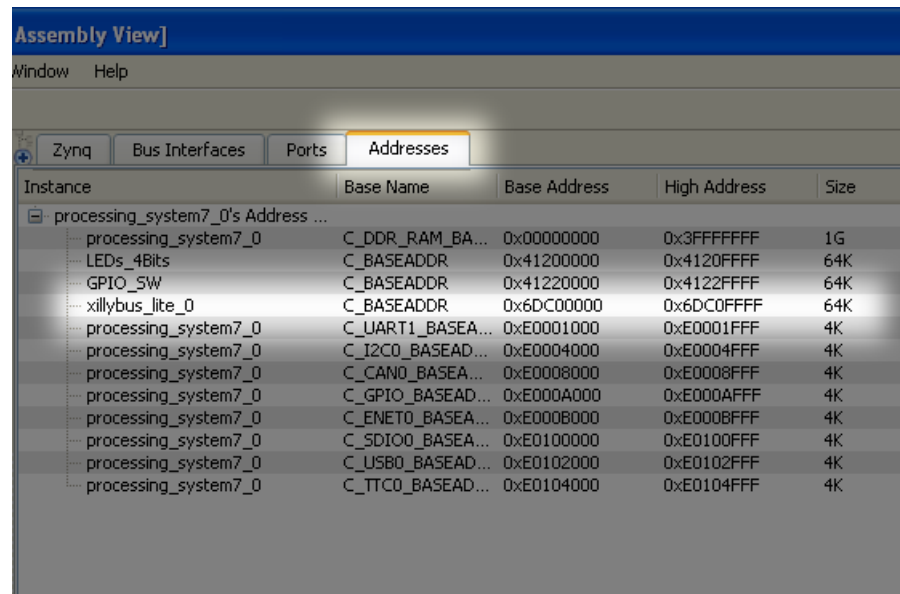 Assembly View]
Window Help
Zynq Bus Interfaces Ports Addresses
Instance Base Name Base Address High Address Size
processing_system7_0's Address ...
processing_system7_0 C_DDR_RAM_BA... 0x00000000 0x3FFFFFFF 1G
LEDs_4Bits C_BASEADDR 0x41200000 0x4120FFFF 64K
GPIO_SW C_BASEADDR 0x41220000 0x4122FFFF 64K
xillybus_lite_0 C_BASEADDR 0x6DC00000 0x6DC0FFFF 64K
processing_system7_0 C_UART1_BASEA... 0xE0001000 0xE0001FFF 4K
processing_system7_0 C_I2C0_BASEAD... 0xE0004000 0xE0004FFF 4K
processing_system7_0 C_CAN0_BASEA... 0xE0008000 0xE0008FFF 4K
processing_system7_0 C_GPIO_BASEAD... 0xE000A000 0xE000AFFF 4K
processing_system7_0 C_ENET0_BASEA... 0xE000B000 0xE000BFFF 4K
processing_system7_0 C_SDIO0_BASEA... 0xE0100000 0xE0100FFF 4K
processing_system7_0 C_USB0_BASEAD... 0xE0102000 0xE0102FFF 4K
processing_system7_0 C_TTC0_BASEAD... 0xE0104000 0xE0104FFF 4K